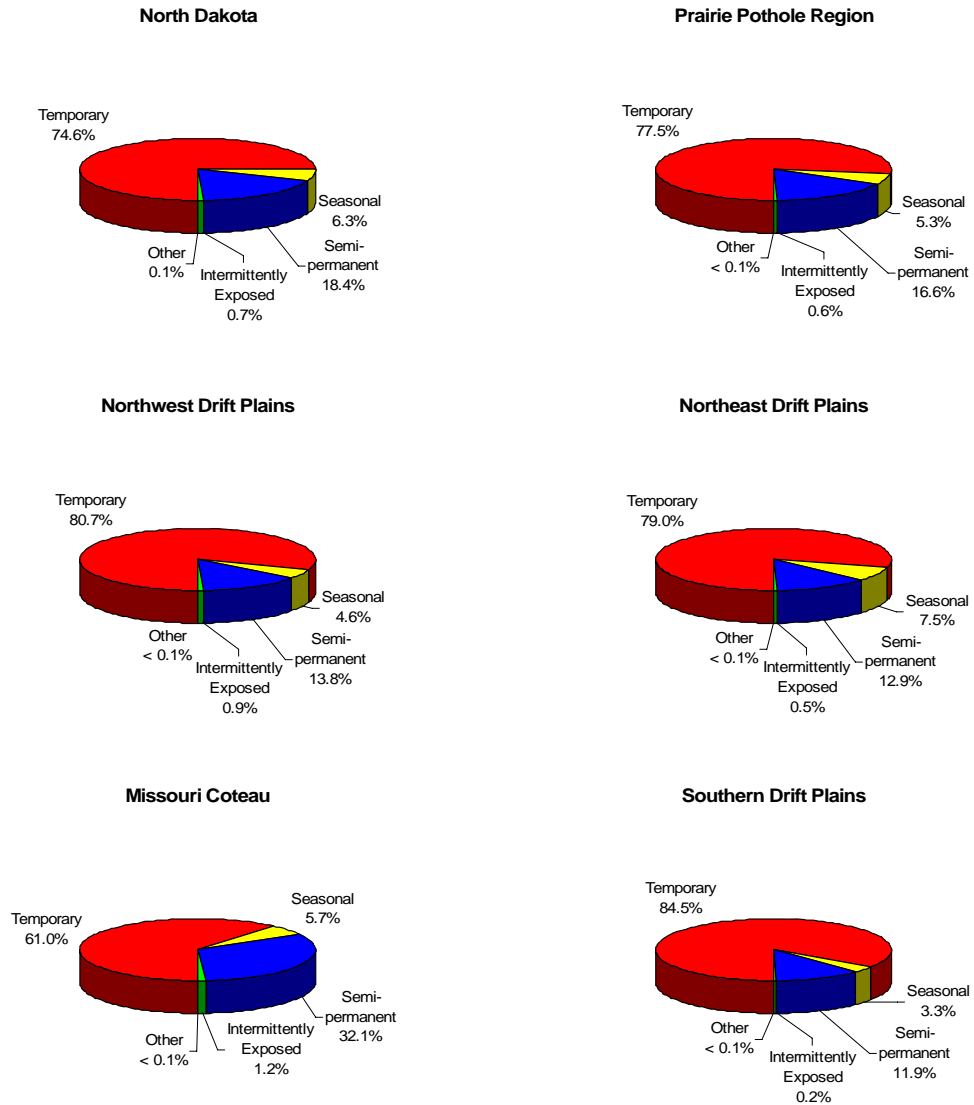 North Dakota
Temporary
74.6%
Seasonal
6.3%
Semi-
permanent
18.4%
Intermittently
Exposed
0.7%
Other
0.1%
Prairie Pothole Region
Temporary
77.5%
Seasonal
5.3%
Semi-
permanent
16.6%
Intermittently
Exposed
0.6%
Other
< 0.1%
Northwest Drift Plains
Temporary
80.7%
Seasonal
4.6%
Semi-
permanent
13.8%
Intermittently
Exposed
0.9%
Other
< 0.1%
Northeast Drift Plains
Temporary
79.0%
Seasonal
7.5%
Semi-
permanent
12.9%
Intermittently
Exposed
0.5%
Other
< 0.1%
Missouri Coteau
Temporary
61.0%
Seasonal
5.7%
Semi-
permanent
32.1%
Intermittently
Exposed
1.2%
Other
< 0.1%
Southern Drift Plains
Temporary
84.5%
Seasonal
3.3%
Semi-
permanent
11.9%
Intermittently
Exposed
0.2%
Other
< 0.1%